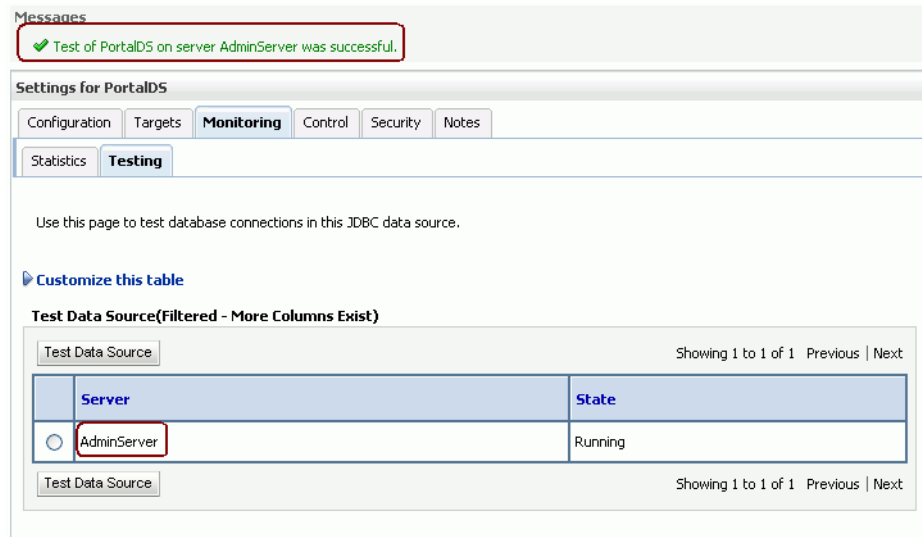 Messages
Test of PortalDS on server AdminServer was successful.
Settings for PortalDS
Configuration Targets Monitoring Control Security Notes
Statistics Testing
Use this page to test database connections in this JDBC data source.
Customize this table
Test Data Source(Filtered - More Columns Exist)
Test Data Source Showing 1 to 1 of 1 Previous | Next
Server State
AdminServer Running
Test Data Source Showing 1 to 1 of 1 Previous | Next